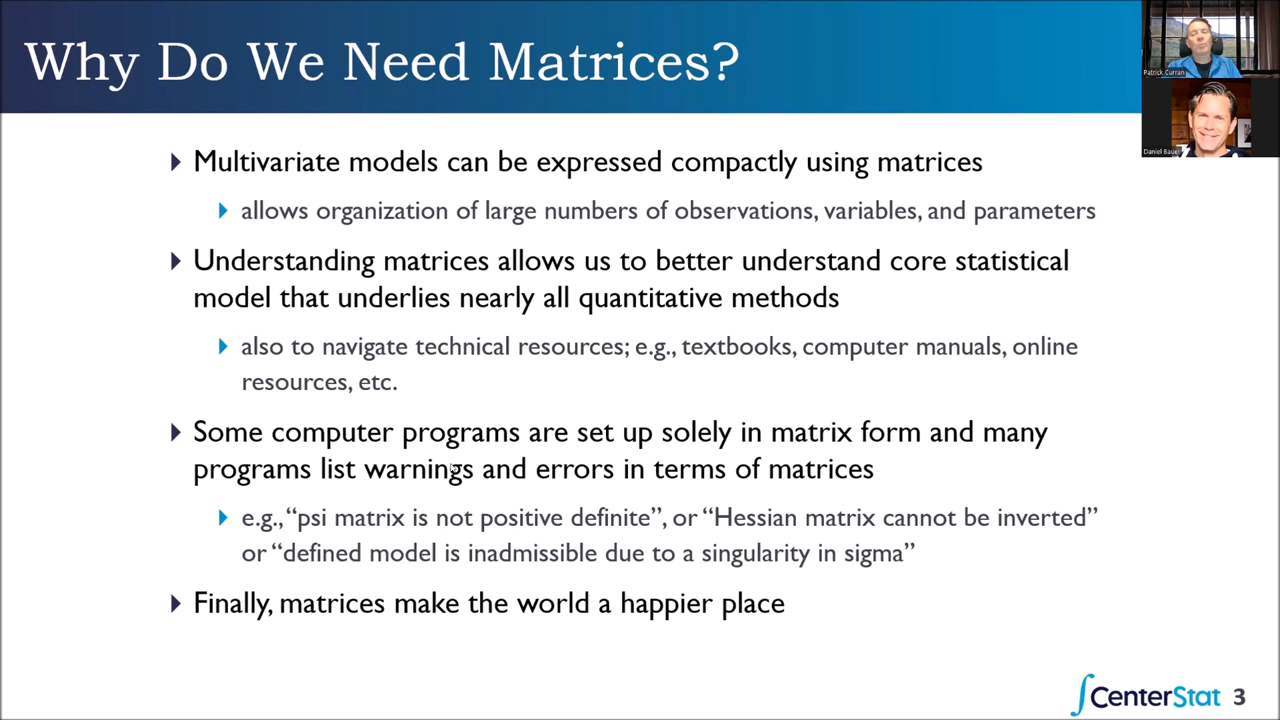 Why Do We Need Matrices?
Patrick Curran
Daniel Bauer
Multivariate models can be expressed compactly using matrices
allows organization of large numbers of observations, variables, and parameters
Understanding matrices allows us to better understand core statistical
model that underlies nearly all quantitative methods
also to navigate technical resources; e.g., textbooks, computer manuals, online
resources, etc.
Some computer programs are set up solely in matrix form and many
programs list warnings and errors in terms of matrices
e.g., “psi matrix is not positive definite”, or “Hessian matrix cannot be inverted”
or “defined model is inadmissible due to a singularity in sigma”
Finally, matrices make the world a happier place
CenterStat 3